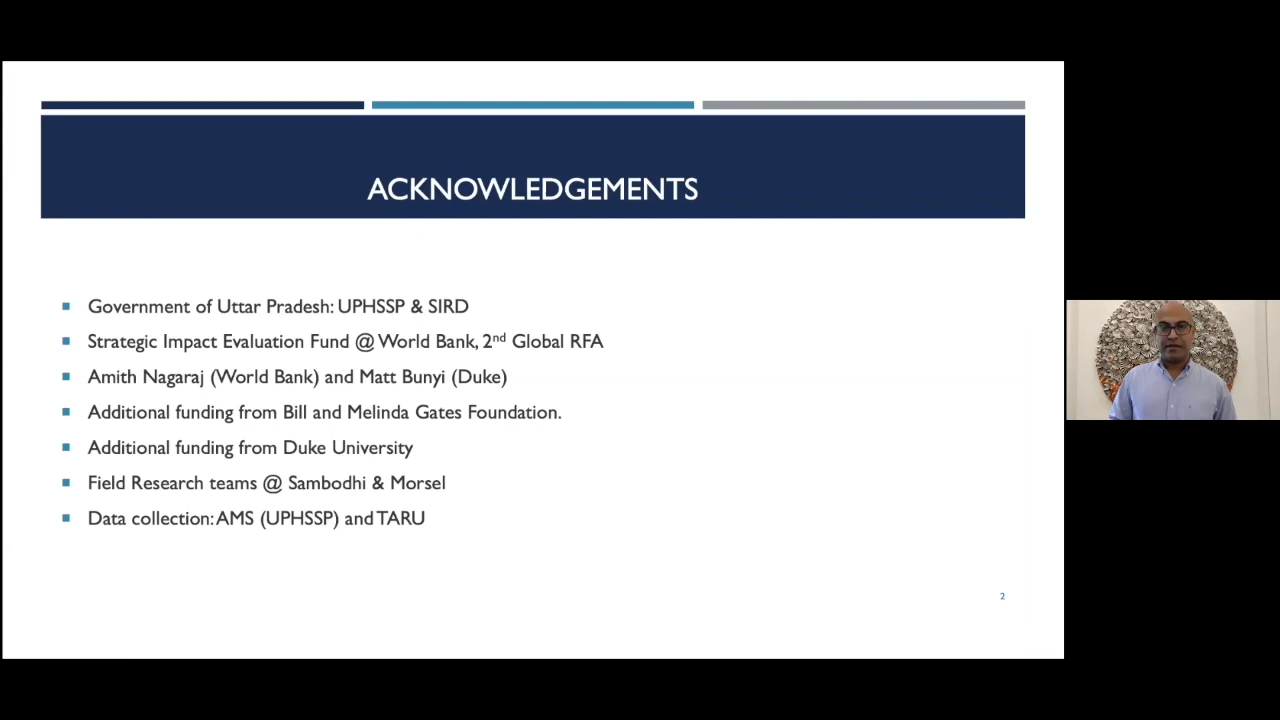 ACKNOWLEDGEMENTS
Government of Uttar Pradesh: UPHSSP & SIRD
Strategic Impact Evaluation Fund @ World Bank, 2nd Global RFA
Amith Nagaraj (World Bank) and Matt Bunyi (Duke)
Additional funding from Bill and Melinda Gates Foundation.
Additional funding from Duke University
Field Research teams @ Sambodhi & Morsel
Data collection: AMS (UPHSSP) and TARU
2